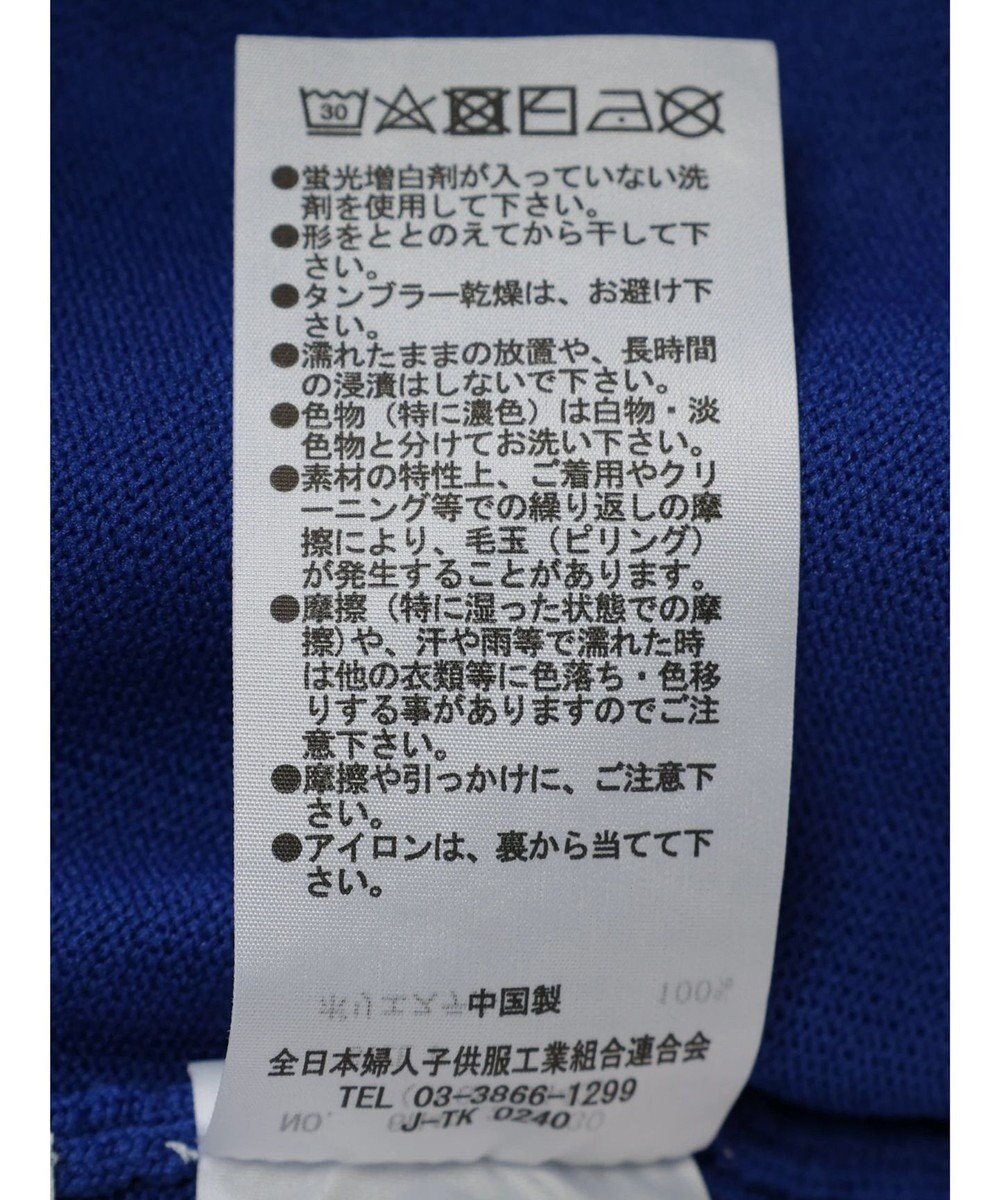 30
●蛍光増白剤が入っていない洗
剤を使用して下さい。
●形をととのえてから干して下
さい。
●タンブラー乾燥は、お避け下
さい。
●濡れたままの放置や、長時間
の浸漬はしないで下さい。
●色物（特に濃色）は白物・淡
色物と分けてお洗い下さい。
●素材の特性上、ご着用やクリ
ーニング等での繰り返しの摩
擦により、毛玉（ピリング）
が発生することがあります。
●摩擦（特に湿った状態での摩
擦）や、汗や雨等で濡れた時
は他の衣類等に色落ち・色移
りする事がありますのでご注
意下さい。
●摩擦や引っかけに、ご注意下
さい。
●アイロンは、裏から当てて下
さい。
ポリエステ 中国製 100%
全日本婦人子供服工業組合連合会
TEL 03-3866-1299
J-TK 0240
NO.